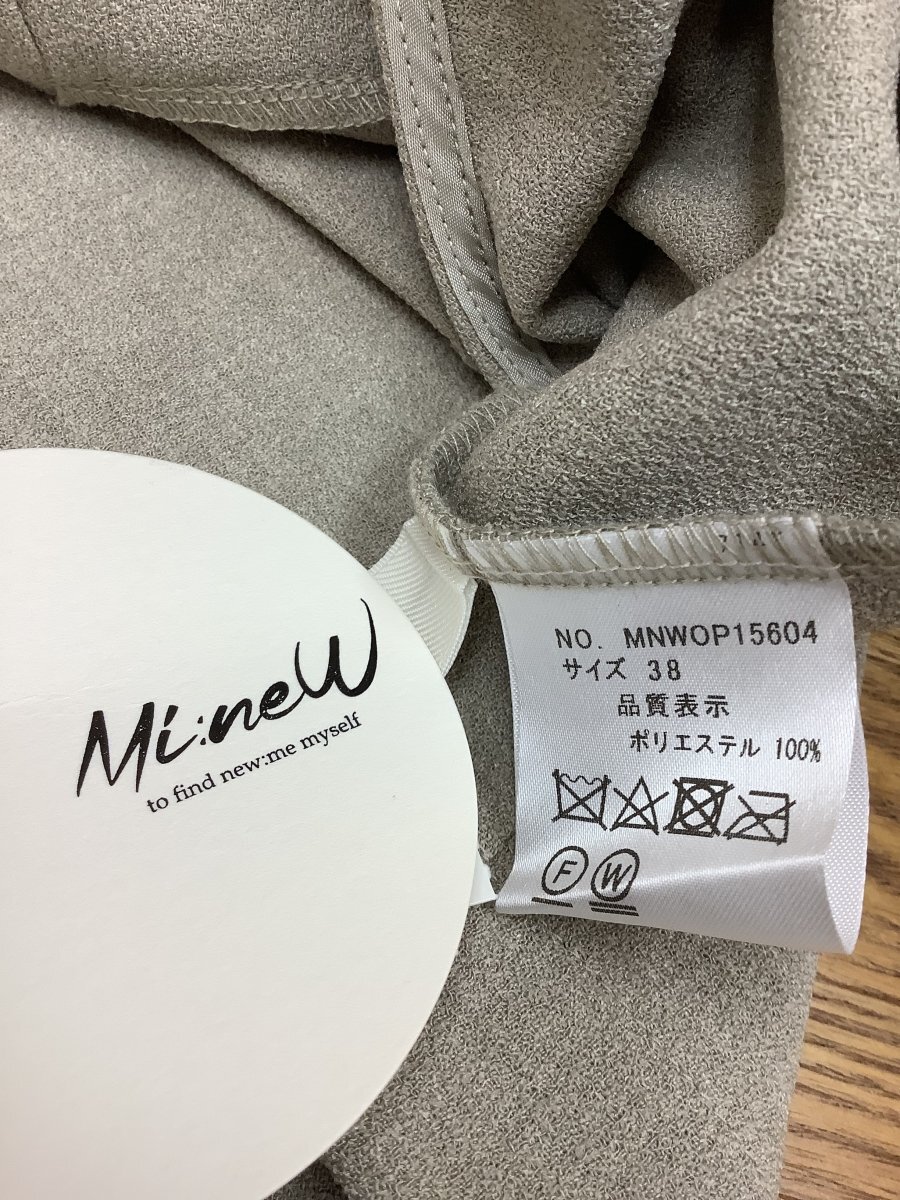 Mi:neW
to find new:me myself
NO. MNWOP15604
サイズ 38
品質表示
ポリエステル 100%
F W